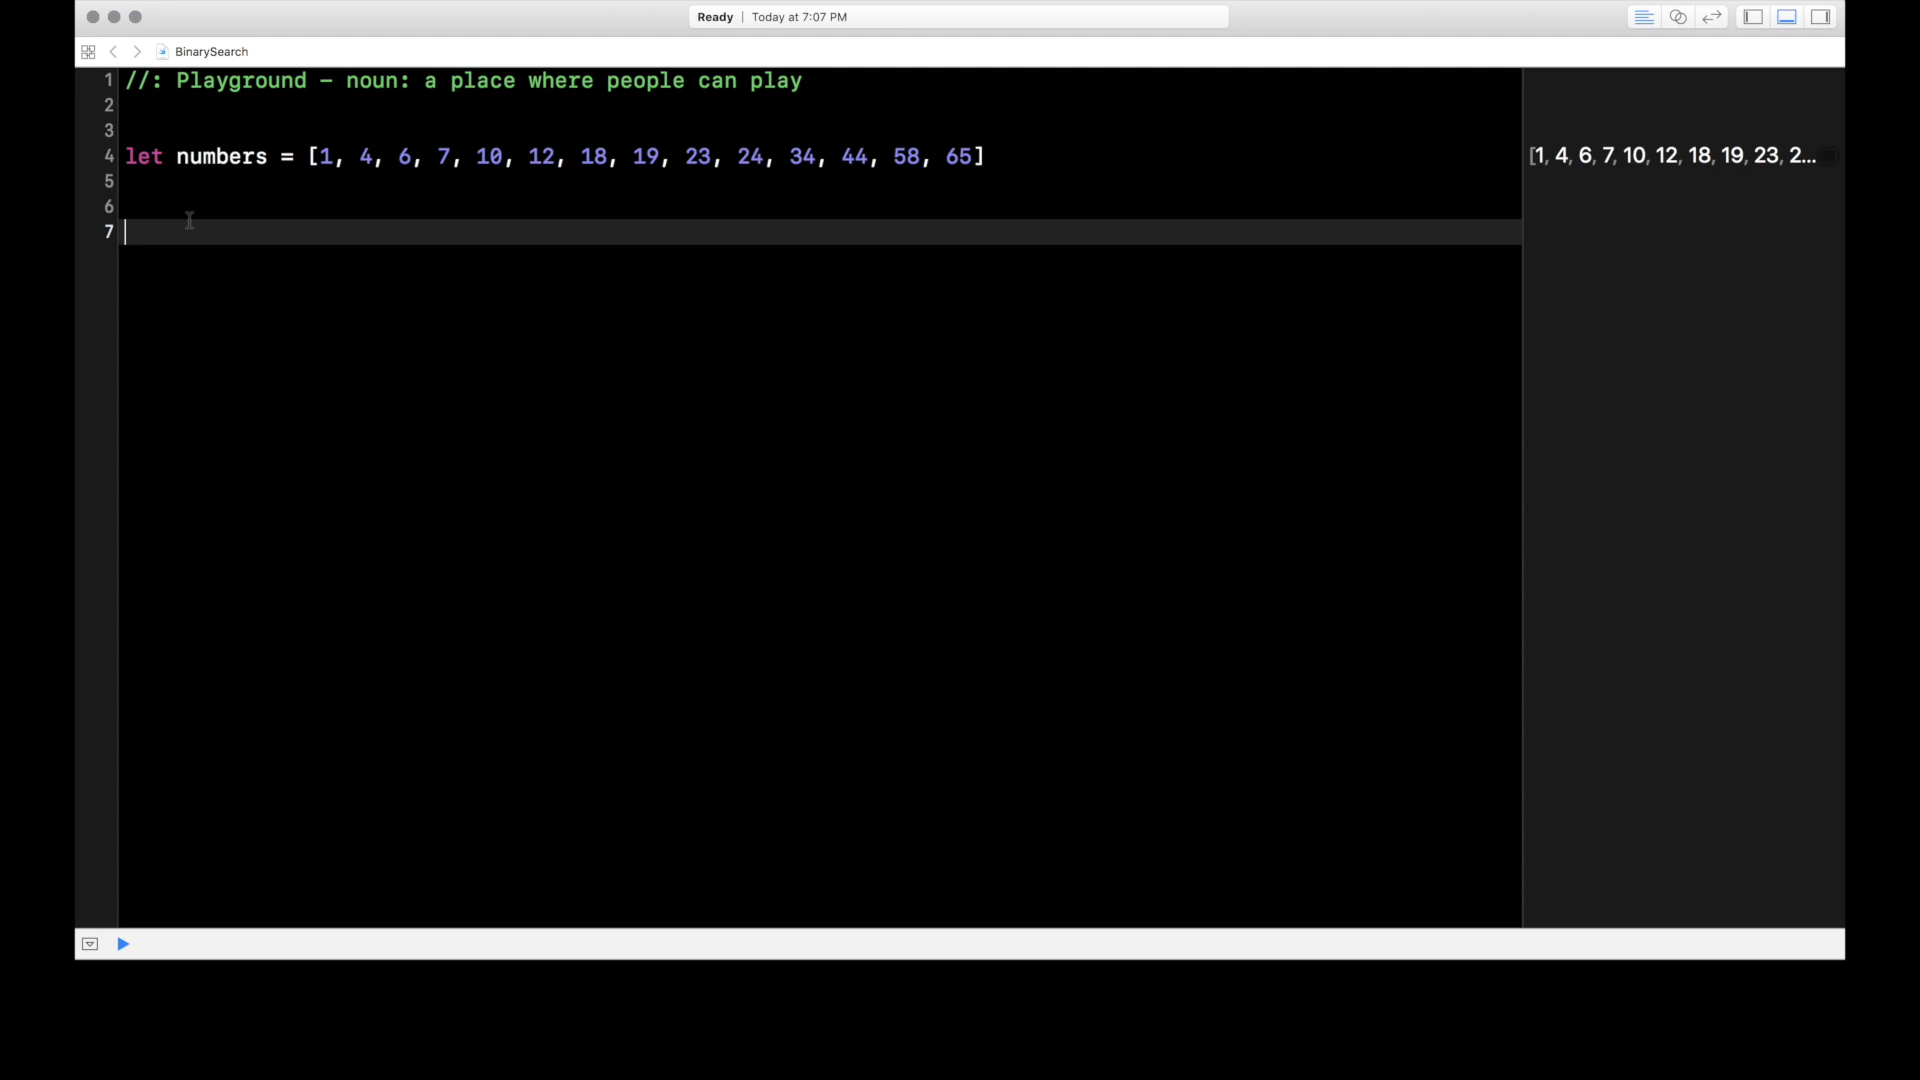 Ready | Today at 7:07 PM
BinarySearch
1 //: Playground – noun: a place where people can play
2
3
4 let numbers = [1, 4, 6, 7, 10, 12, 18, 19, 23, 24, 34, 44, 58, 65]
[1, 4, 6, 7, 10, 12, 18, 19, 23, 2...
5
6
7